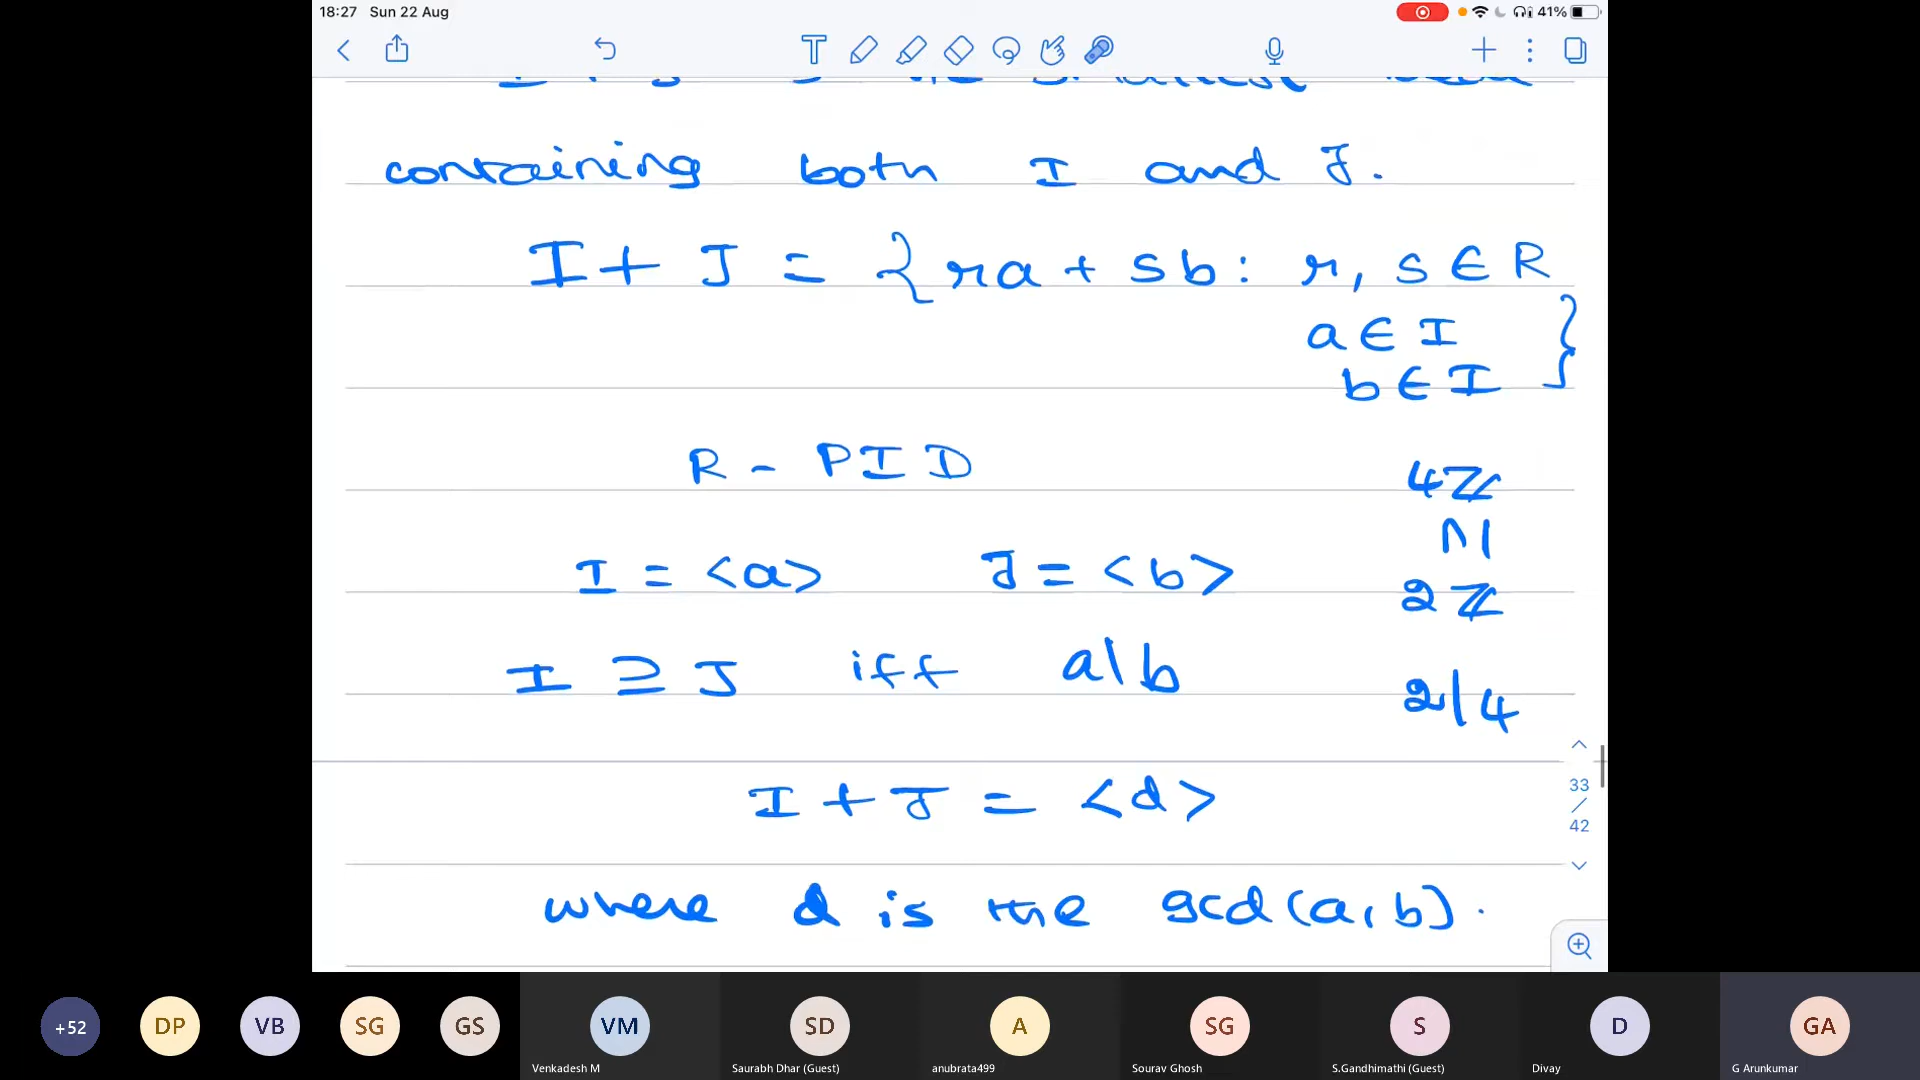 18:27 Sun 22 Aug
41%
containing both I and J.
I + J = {ra + sb : r, s ∈ R
a ∈ I
b ∈ I }
R - PID
4ℤ
I = <a> J = <b>
∩|
2ℤ
I ⊇ J iff a|b
2|4
33
/
42
I + J = <d>
where d is the gcd(a, b).
+52 DP VB SG GS VM SD A SG S D GA
Venkadesh M Saurabh Dhar (Guest) anubrata499 Sourav Ghosh S.Gandhimathi (Guest) Divay G Arunkumar